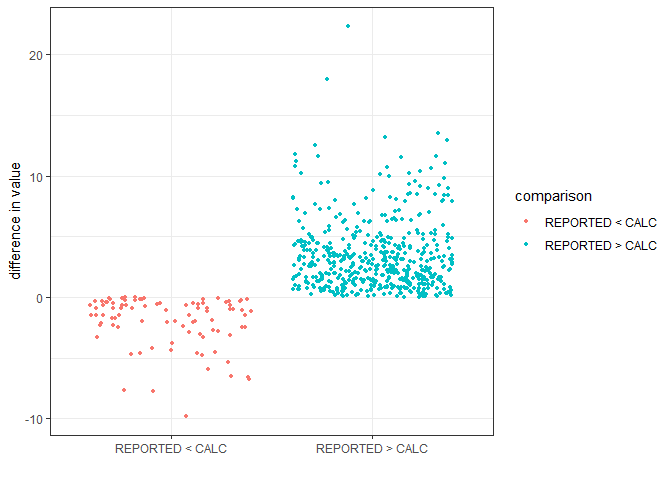 difference in value
20
10
0
-10
REPORTED < CALC
REPORTED > CALC
comparison
REPORTED < CALC
REPORTED > CALC